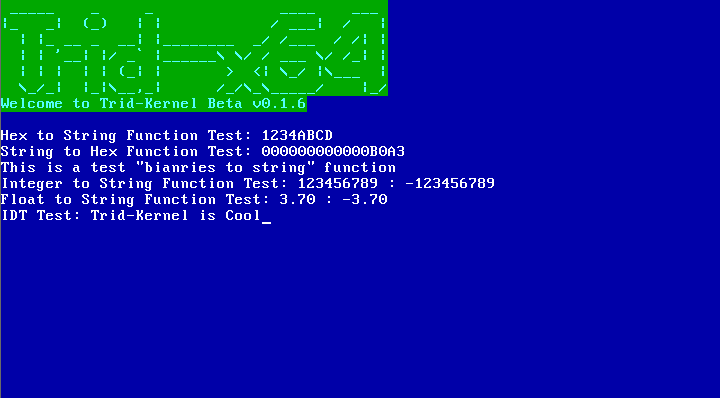 Trid-x64
Welcome to Trid-Kernel Beta v0.1.6
Hex to String Function Test: 1234ABCD
String to Hex Function Test: 000000000000B0A3
This is a test "bianries to string" function
Integer to String Function Test: 123456789 : -123456789
Float to String Function Test: 3.70 : -3.70
IDT Test: Trid-Kernel is Cool_